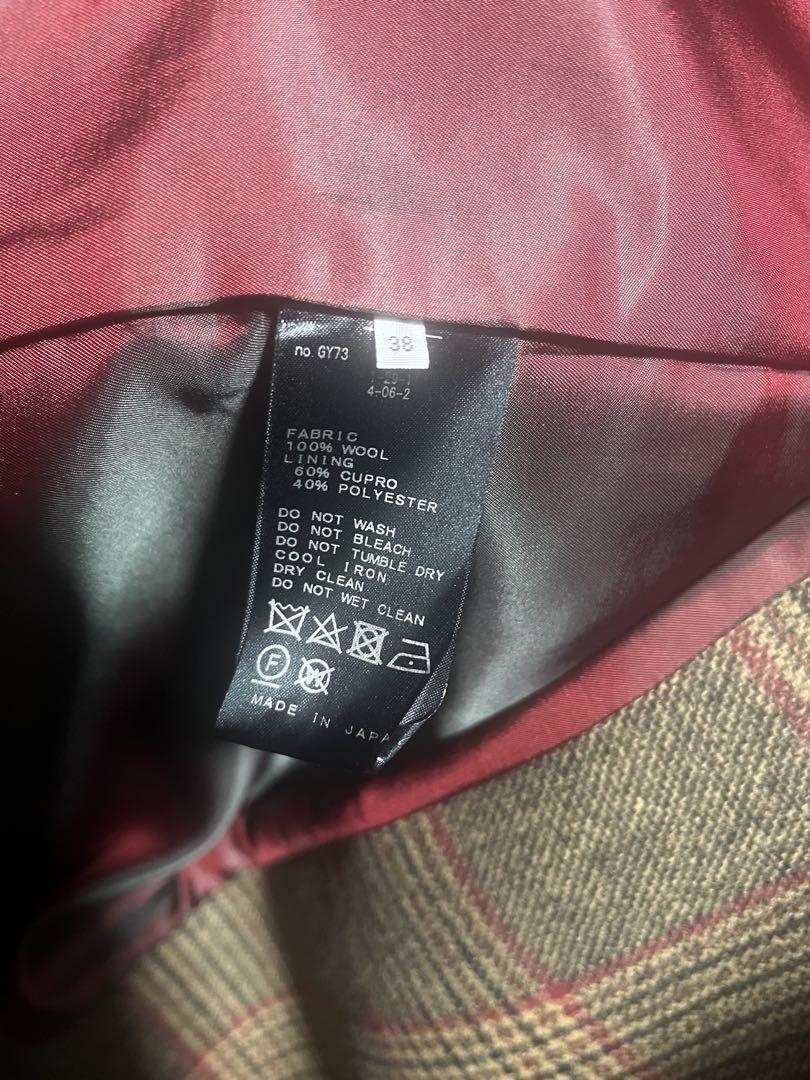 no. GY73
38
4-06-2
FABRIC
100% WOOL
LINING
60% CUPRO
40% POLYESTER
DO NOT WASH
DO NOT BLEACH
DO NOT TUMBLE DRY
COOL IRON
DRY CLEAN
DO NOT WET CLEAN
F W
MADE IN JAPA